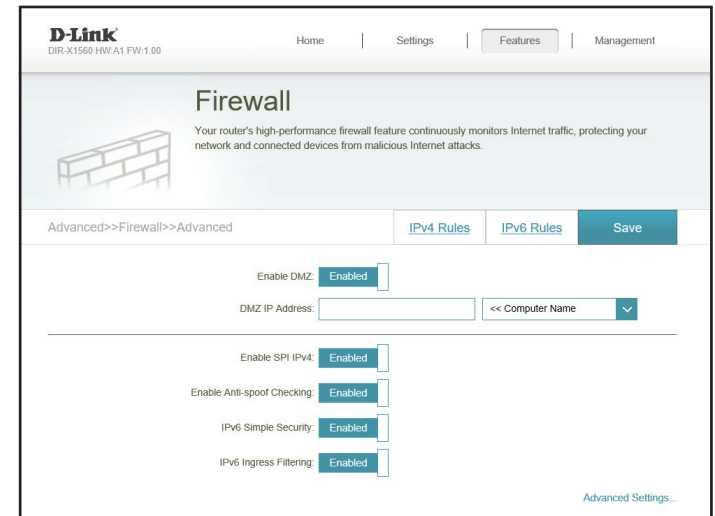 D-Link
DIR-X1560 HW:A1 FW:1.00
Home | Settings | Features | Management
Firewall
Your router's high-performance firewall feature continuously monitors Internet traffic, protecting your
network and connected devices from malicious Internet attacks.
Advanced>>Firewall>>Advanced IPv4 Rules IPv6 Rules Save
Enable DMZ: Enabled
DMZ IP Address: << Computer Name
Enable SPI IPv4: Enabled
Enable Anti-spoof Checking: Enabled
IPv6 Simple Security: Enabled
IPv6 Ingress Filtering: Enabled
Advanced Settings...